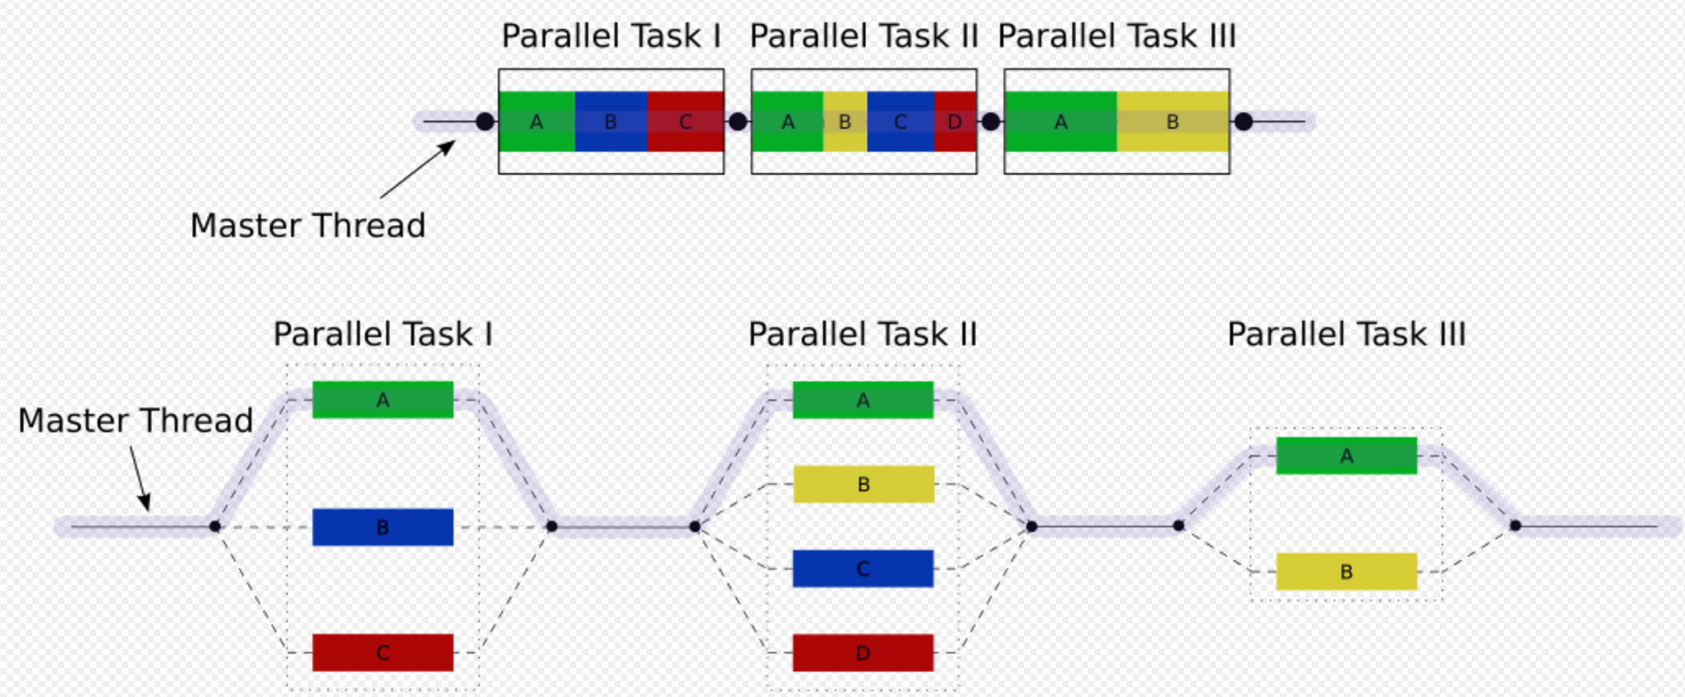 Parallel Task I
Parallel Task II
Parallel Task III
A
B
C
A
B
C
D
A
B
Master Thread
Parallel Task I
Parallel Task II
Parallel Task III
Master Thread
A
A
A
B
B
B
C
C
D